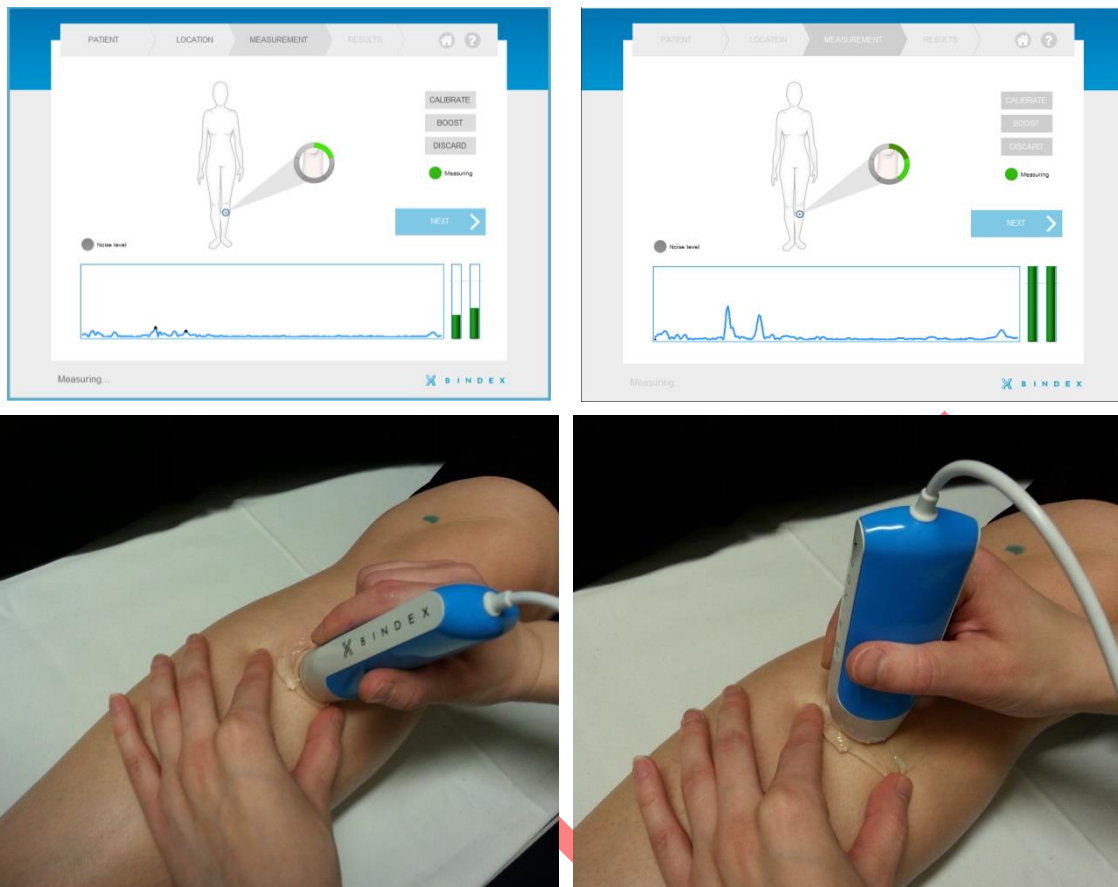 PATIENT LOCATION MEASUREMENT RESULTS ?
CALIBRATE
BOOST
DISCARD
Measuring
NEXT
Noise level
Measuring...
BINDEX
PATIENT LOCATION MEASUREMENT RESULTS ?
CALIBRATE
BOOST
DISCARD
Measuring
NEXT
Noise level
Measuring...
BINDEX
BINDEX